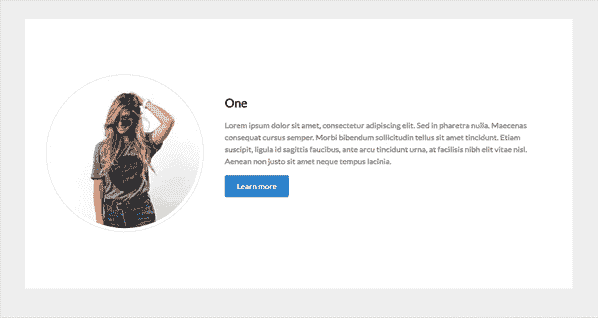 One
Lorem ipsum dolor sit amet, consectetur adipiscing elit. Sed in pharetra nulla. Maecenas
consequat cursus semper. Morbi bibendum sollicitudin tellus sit amet tincidunt. Etiam
suscipit, ligula id sagittis faucibus, ante arcu tincidunt urna, at facilisis nibh elit vitae nisl.
Aenean non justo sit amet neque tempus lacinia.
Learn more